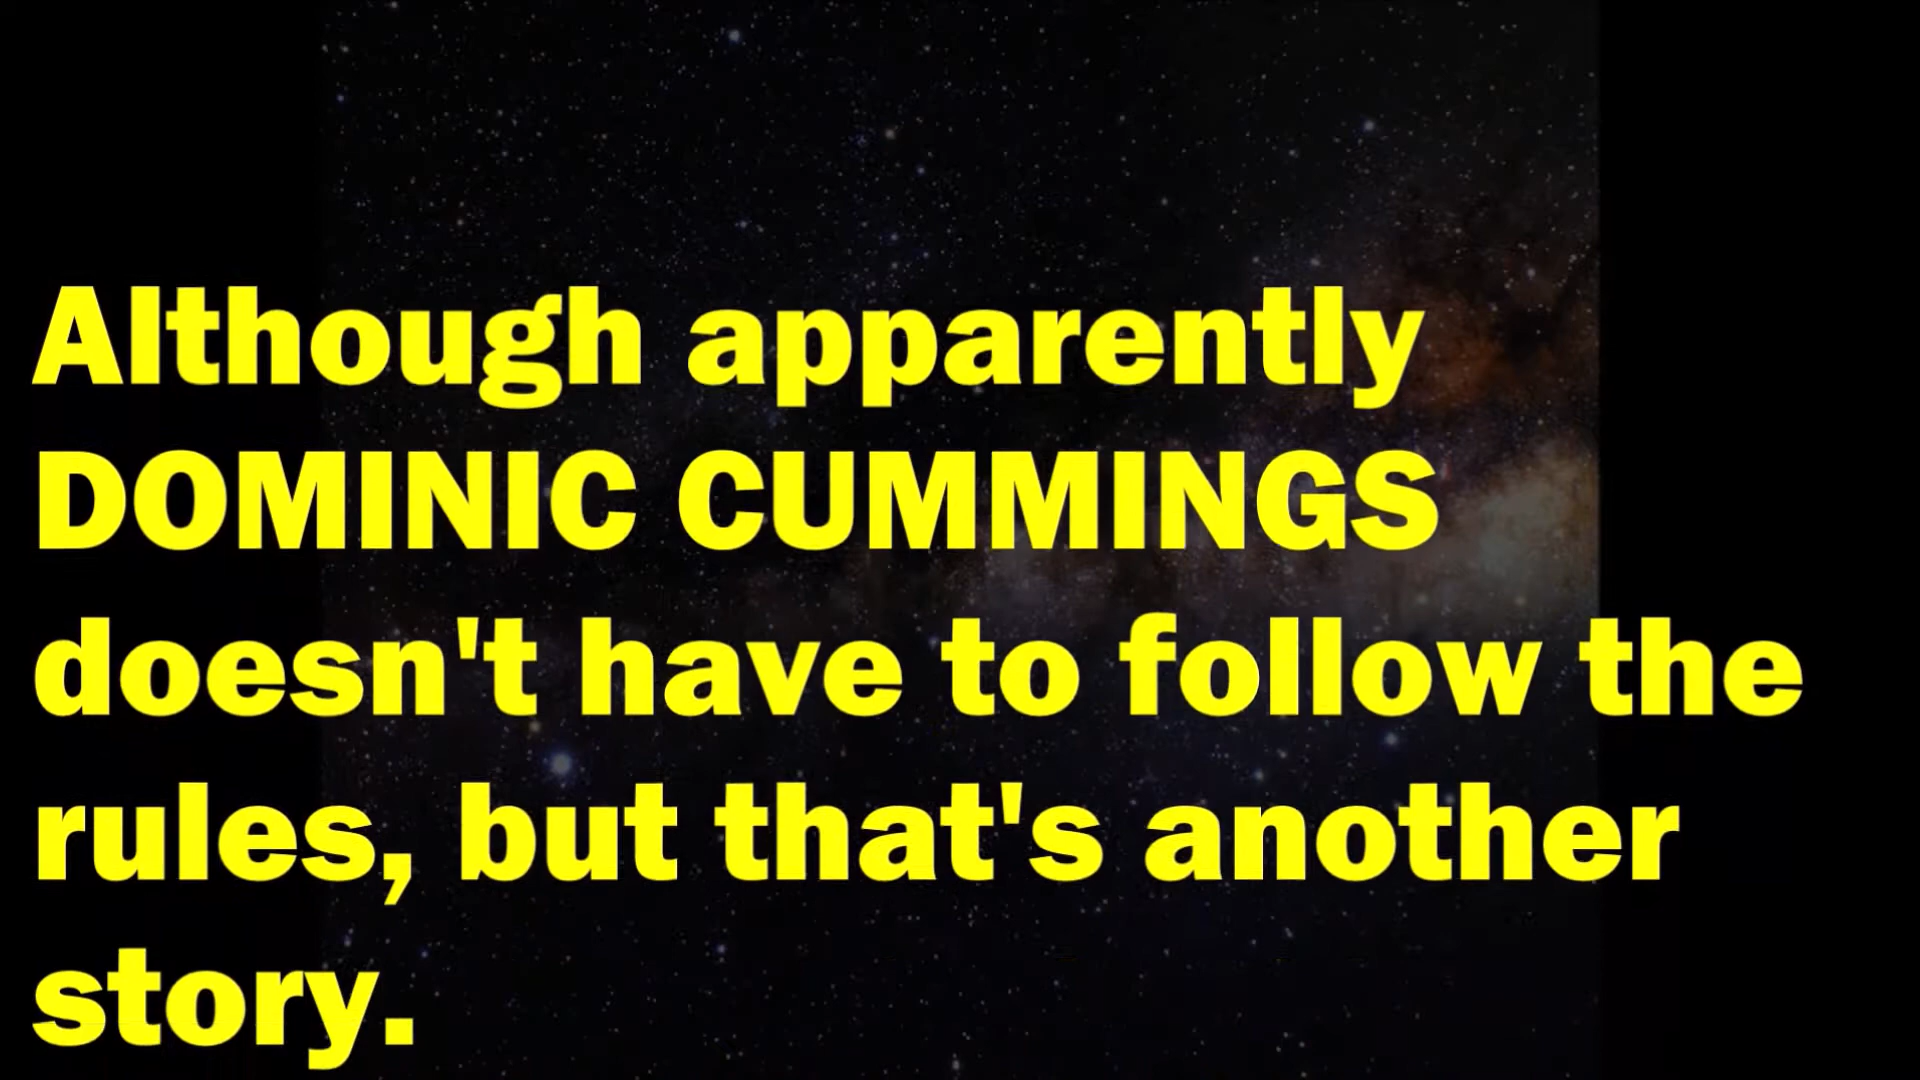 Although apparently
DOMINIC CUMMINGS
doesn't have to follow the
rules, but that's another
story.